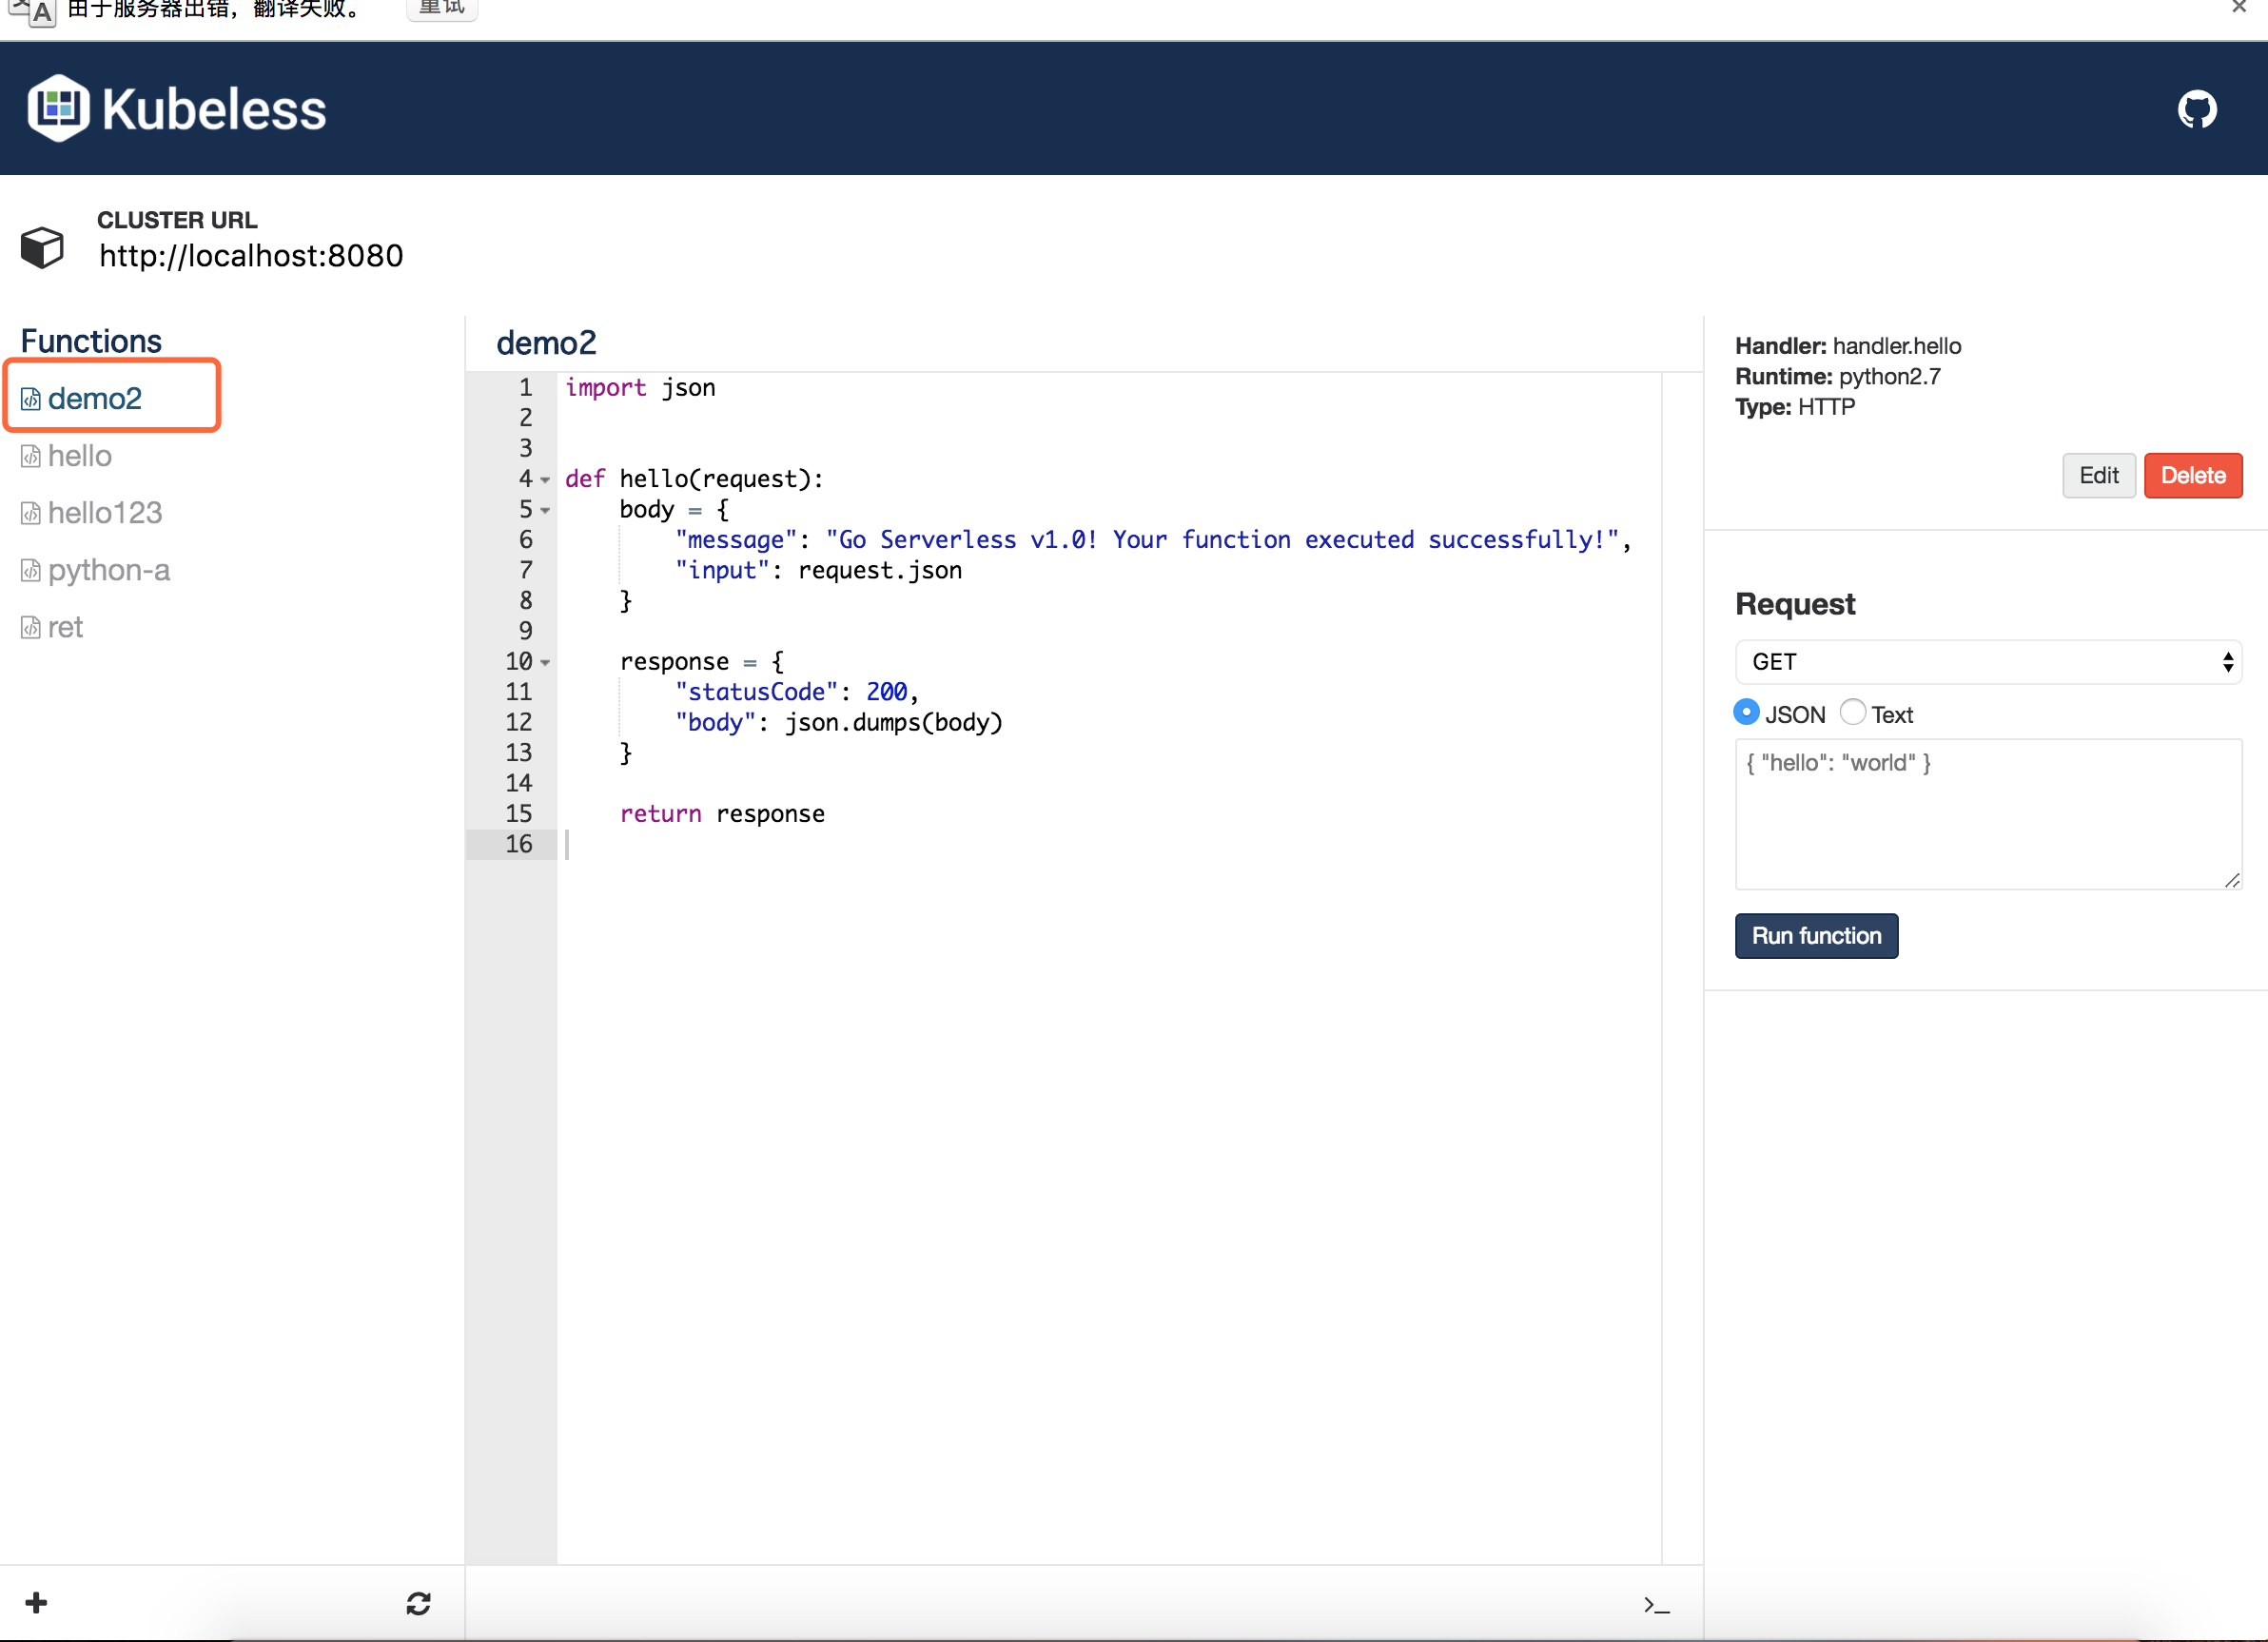 由于服务器出错，翻译失败。 重试
Kubeless
CLUSTER URL
http://localhost:8080
Functions
demo2
hello
hello123
python-a
ret
demo2
1 import json
2
3
4 def hello(request):
5     body = {
6         "message": "Go Serverless v1.0! Your function executed successfully!",
7         "input": request.json
8     }
9
10     response = {
11         "statusCode": 200,
12         "body": json.dumps(body)
13     }
14
15     return response
16
Handler: handler.hello
Runtime: python2.7
Type: HTTP
Edit Delete
Request
GET
JSON Text
{ "hello": "world" }
Run function